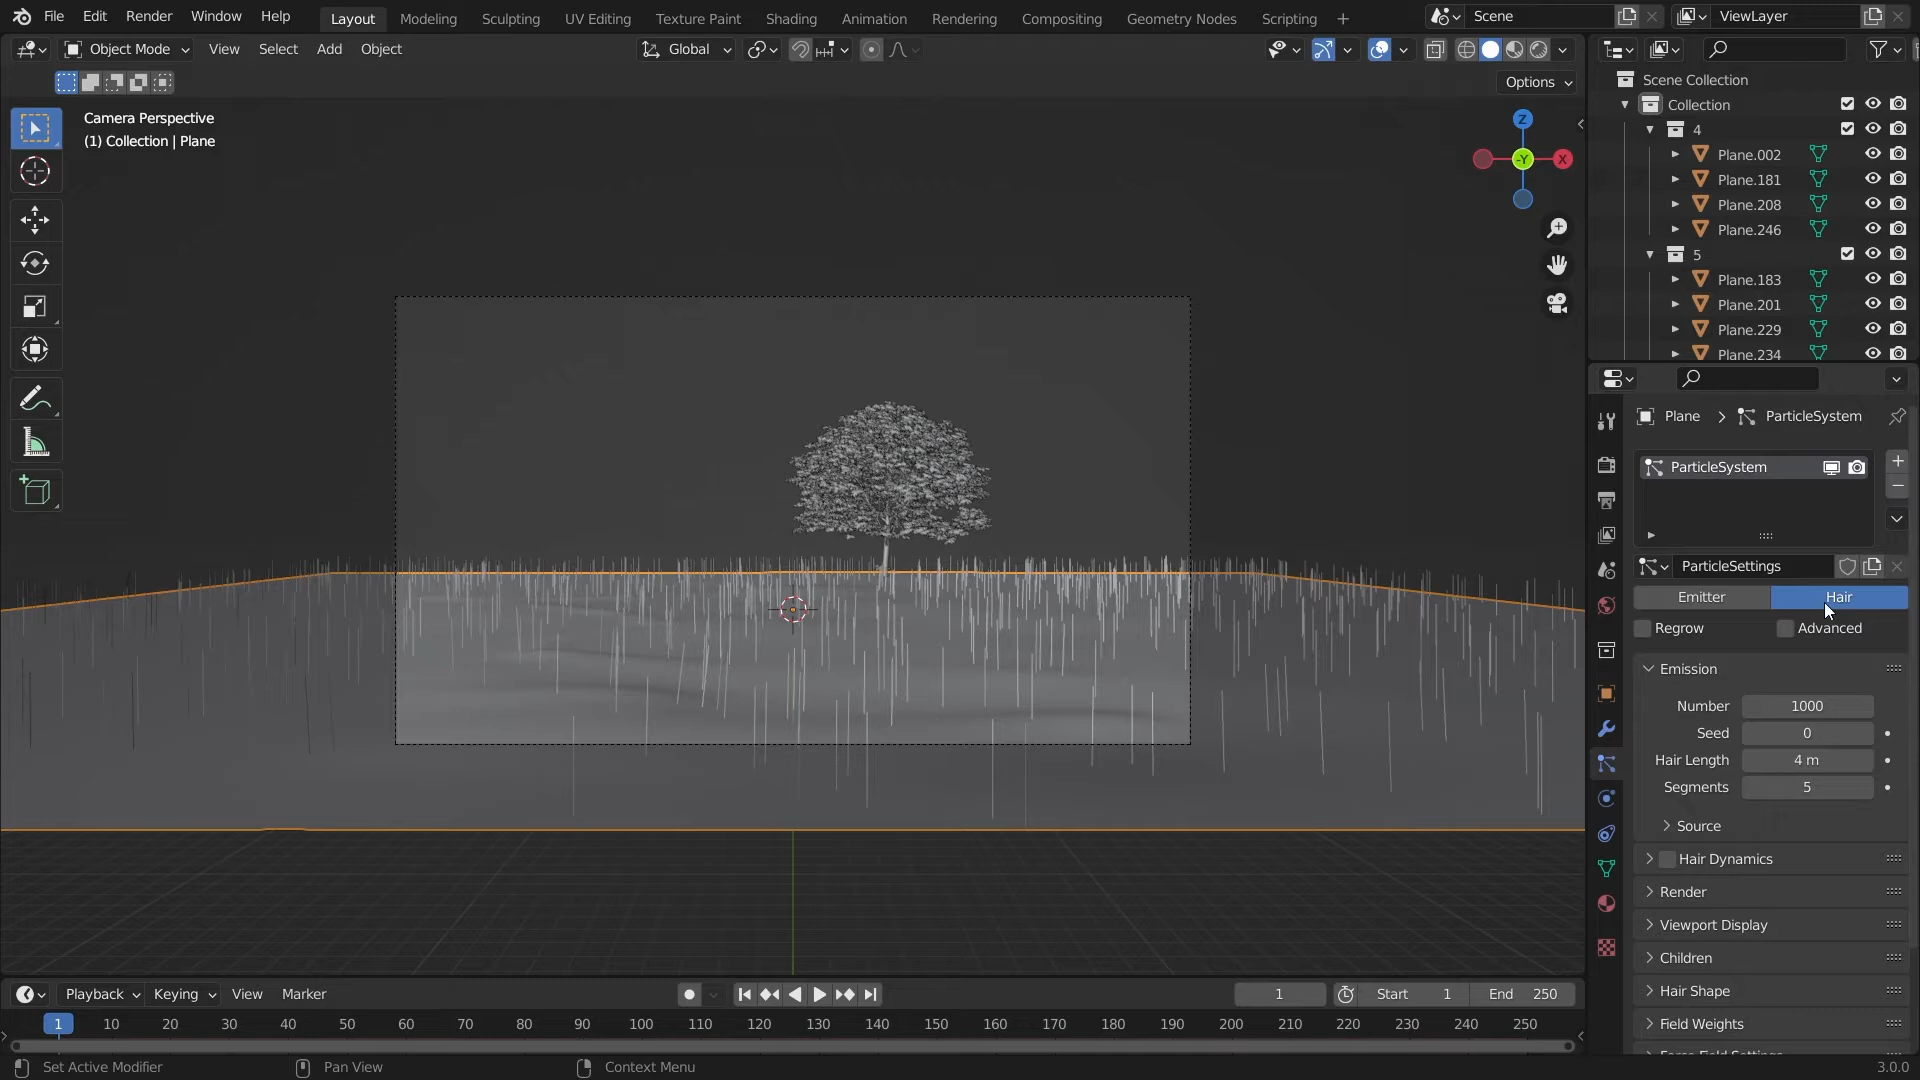 File Edit Render Window Help Layout Modeling Sculpting UV Editing Texture Paint Shading Animation Rendering Compositing Geometry Nodes Scripting + Scene ViewLayer
Object Mode View Select Add Object Global
Options
Camera Perspective
(1) Collection | Plane
Z
-Y
X
Scene Collection
Collection
4
Plane.002
Plane.181
Plane.208
Plane.246
5
Plane.183
Plane.201
Plane.229
Plane.234
Plane > ParticleSystem
ParticleSystem
ParticleSettings
Emitter Hair
Regrow Advanced
Emission
Number 1000
Seed 0
Hair Length 4 m
Segments 5
Source
Hair Dynamics
Render
Viewport Display
Children
Hair Shape
Field Weights
Playback Keying View Marker 1 Start 1 End 250
1 10 20 30 40 50 60 70 80 90 100 110 120 130 140 150 160 170 180 190 200 210 220 230 240 250
Set Active Modifier Pan View Context Menu 3.0.0